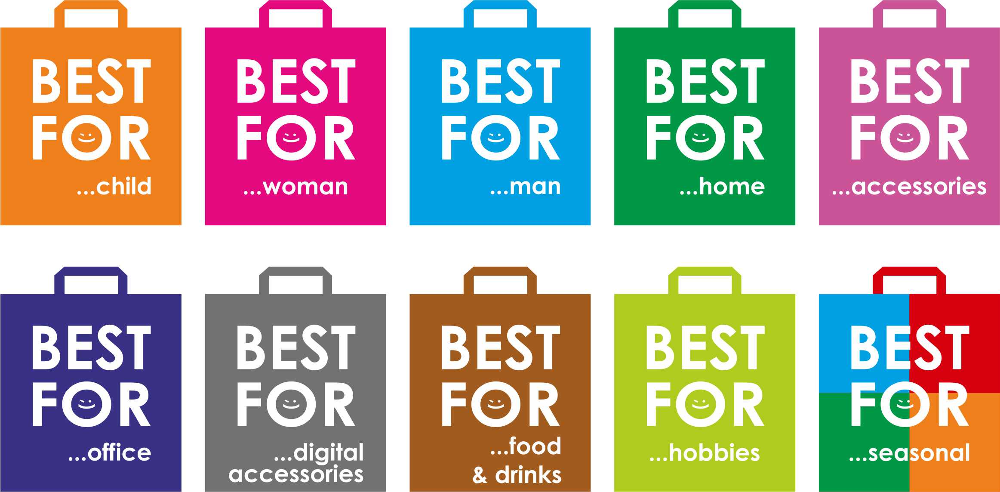 BEST
FOR
...child
BEST
FOR
...woman
BEST
FOR
...man
BEST
FOR
...home
BEST
FOR
...accessories
BEST
FOR
...office
BEST
FOR
...digital
accessories
BEST
FOR
...food
& drinks
BEST
FOR
...hobbies
BEST
FOR
...seasonal